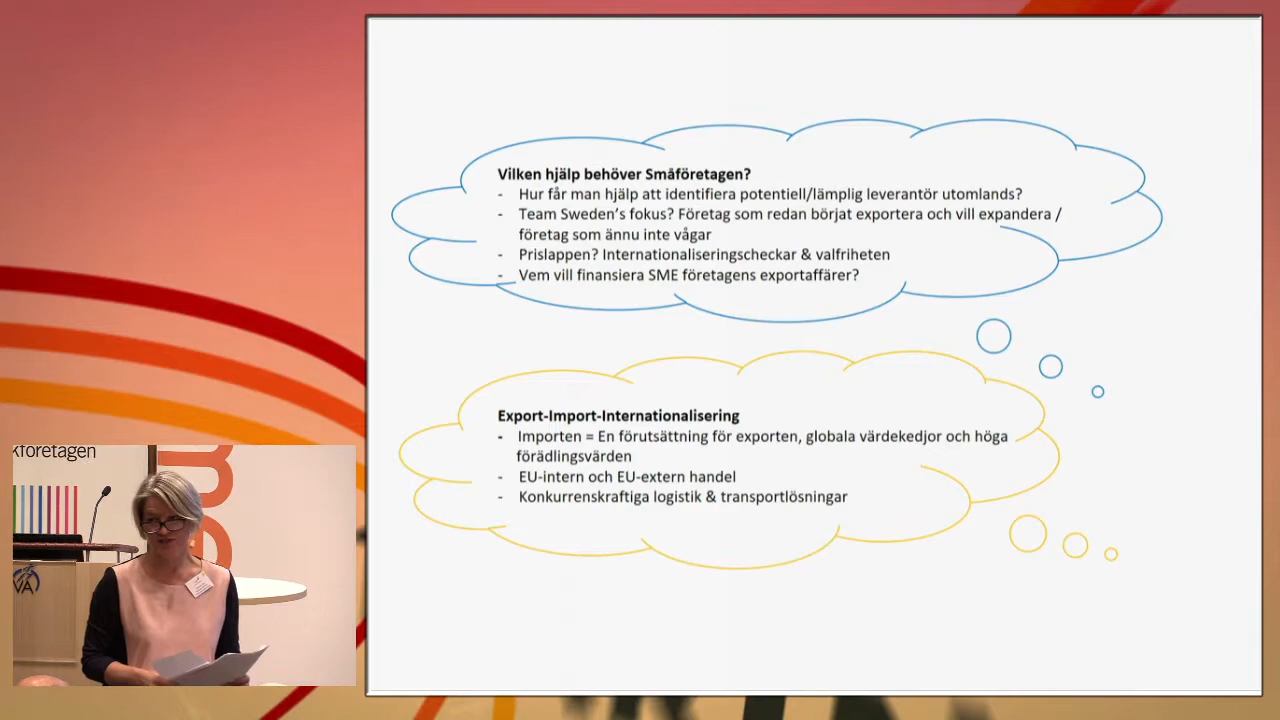 Vilken hjälp behöver Småföretagen?
- Hur får man hjälp att identifiera potentiell/lämplig leverantör utomlands?
- Team Sweden's fokus? Företag som redan börjat exportera och vill expandera /
företag som ännu inte vågar
- Prislappen? Internationaliseringscheckar & valfriheten
- Vem vill finansiera SME företagens exportaffärer?
Export-Import-Internationalisering
- Importen = En förutsättning för exporten, globala värdekedjor och höga
förädlingsvärden
- EU-intern och EU-extern handel
- Konkurrenskraftiga logistik & transportlösningar
kföretagen
VA